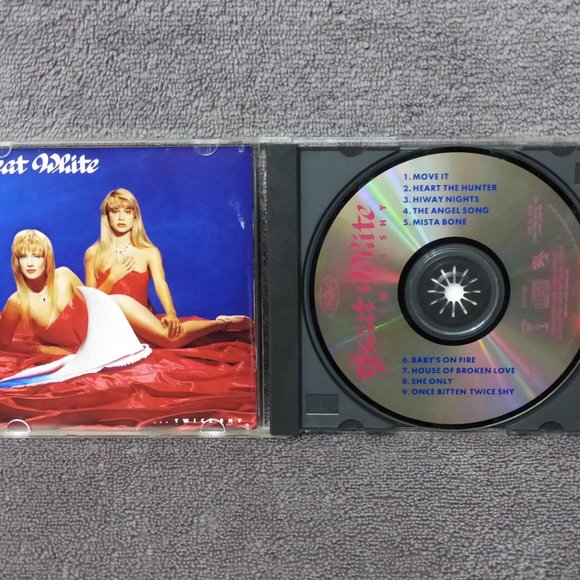 eat White
... TWICE SHY
Great White
TWICE SHY
1. MOVE IT
2. HEART THE HUNTER
3. HIWAY NIGHTS
4. THE ANGEL SONG
5. MISTA BONE
6. BABY'S ON FIRE
7. HOUSE OF BROKEN LOVE
8. SHE ONLY
9. ONCE BITTEN TWICE SHY